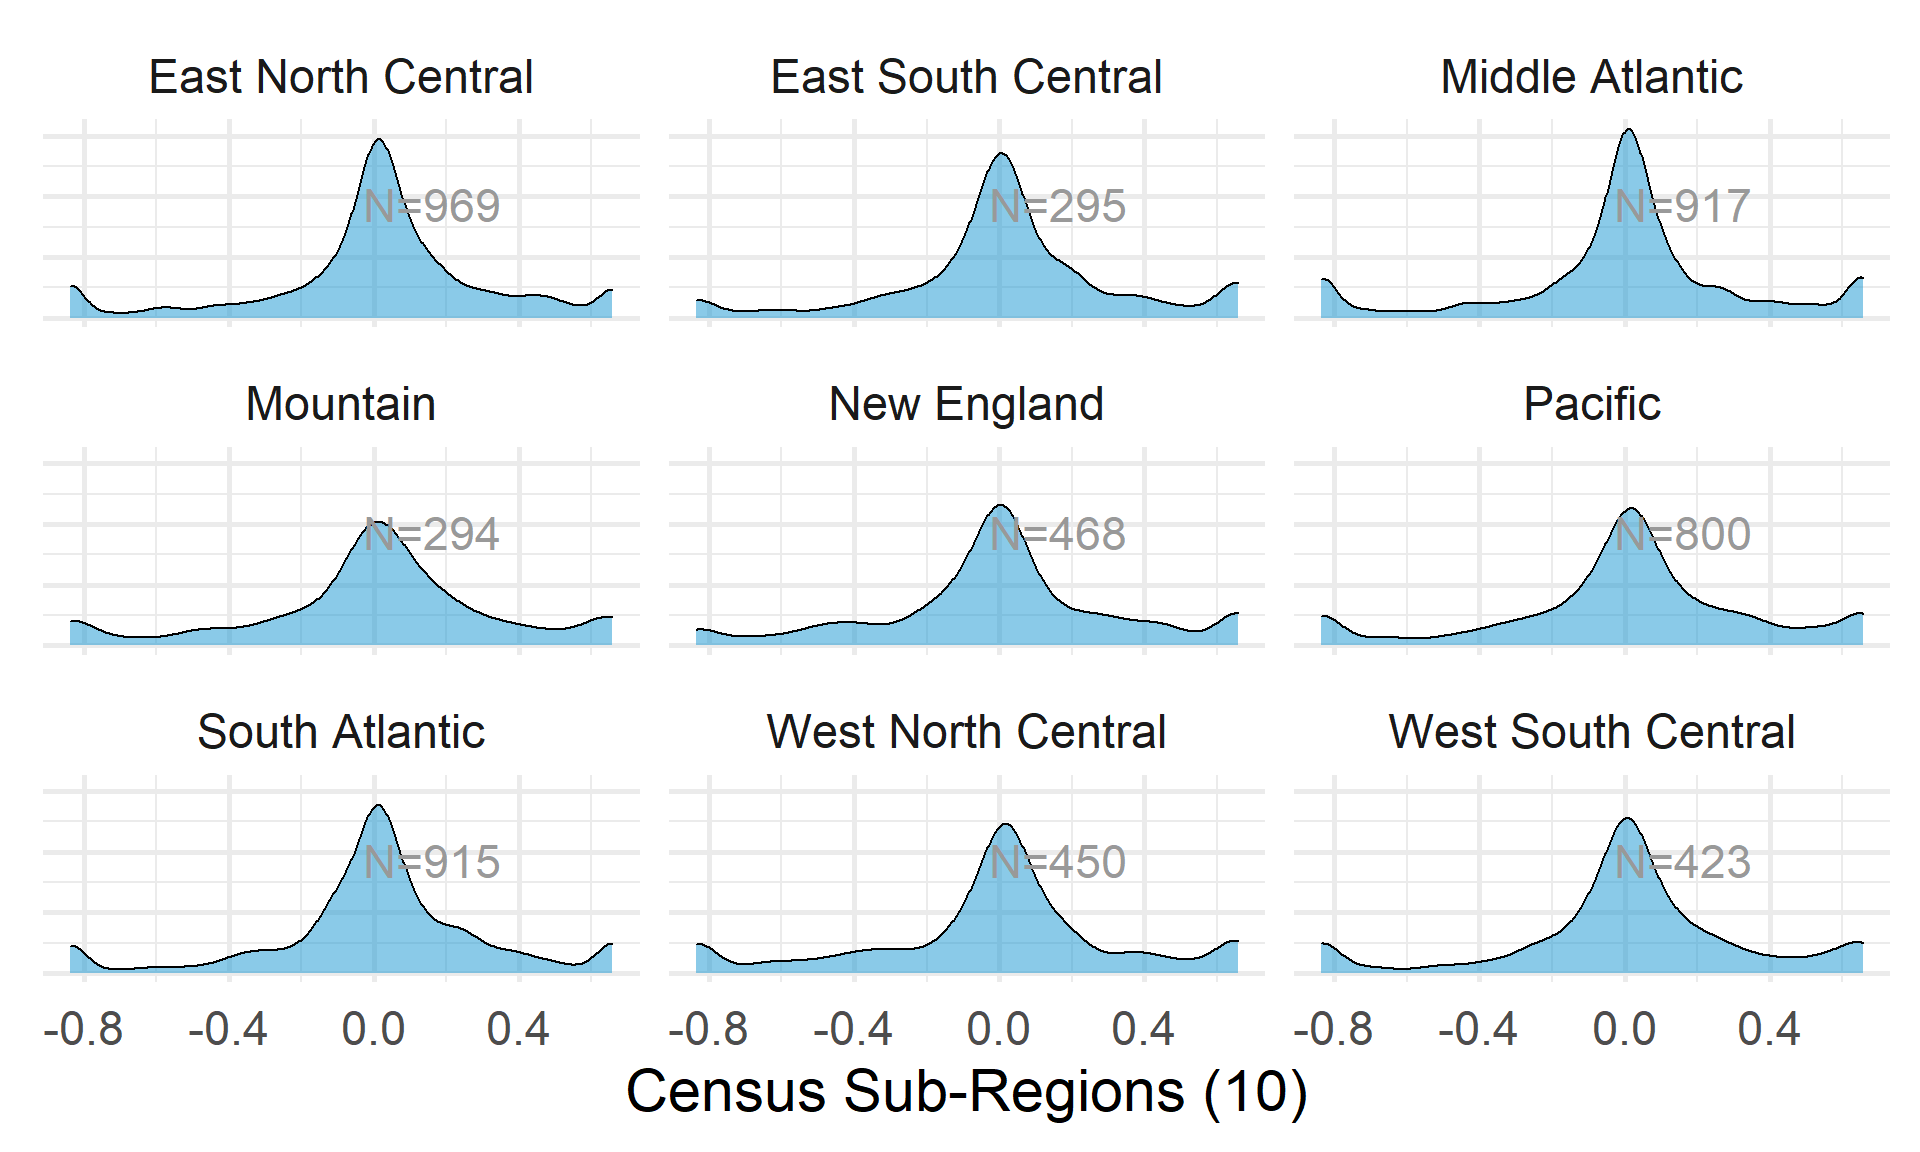 East North Central East South Central Middle Atlantic
N=969 N=295 N=917
Mountain New England Pacific
N=294 N=468 N=800
South Atlantic West North Central West South Central
N=915 N=450 N=423
-0.8 -0.4 0.0 0.4 -0.8 -0.4 0.0 0.4 -0.8 -0.4 0.0 0.4
Census Sub-Regions (10)